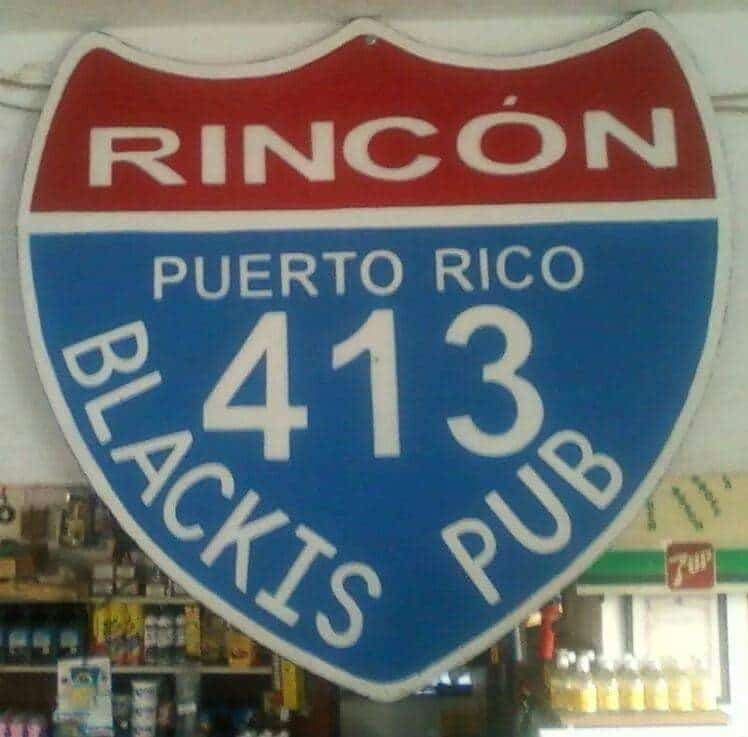 RINCÓN
PUERTO RICO
413
BLACKIS PUB
7UP